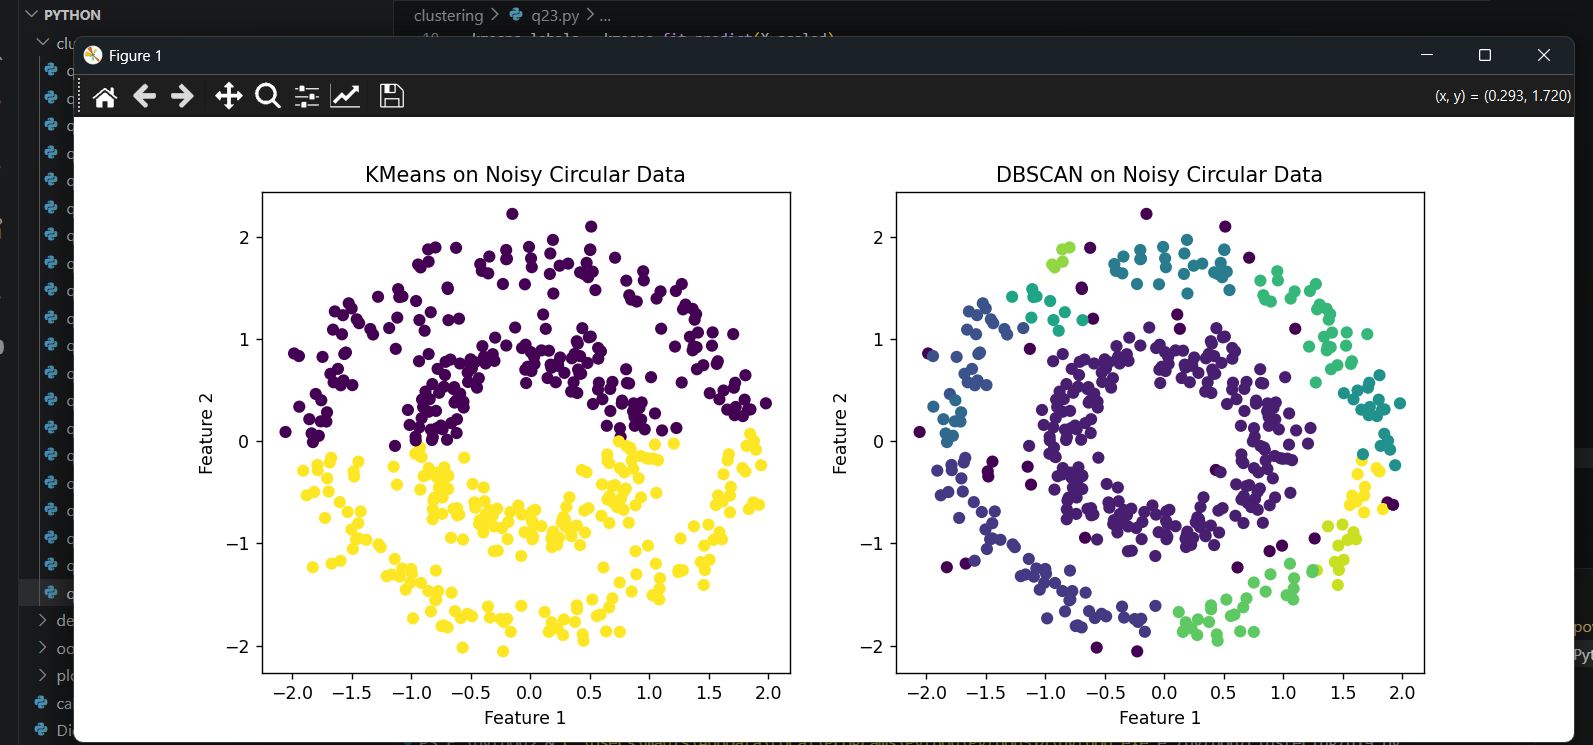 PYTHON
clustering > q23.py > ...
Figure 1
(x, y) = (0.293, 1.720)
KMeans on Noisy Circular Data
DBSCAN on Noisy Circular Data
Feature 2
2
1
0
−1
−2
−2.0 −1.5 −1.0 −0.5 0.0 0.5 1.0 1.5 2.0
Feature 1
Feature 2
2
1
0
−1
−2
−2.0 −1.5 −1.0 −0.5 0.0 0.5 1.0 1.5 2.0
Feature 1